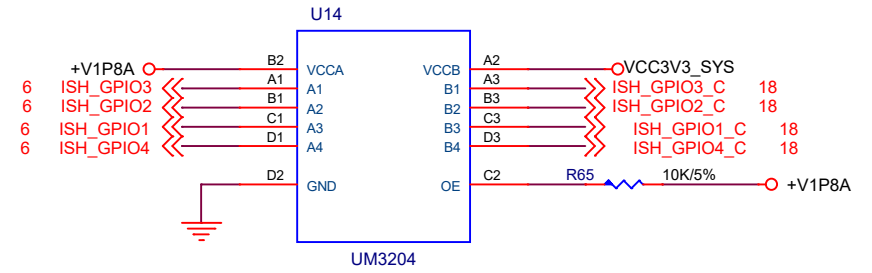 U14
+V1P8A B2 VCCA VCCB A2 VCC3V3_SYS
6 ISH_GPIO3 A1 A1 B1 A3 ISH_GPIO3_C 18
6 ISH_GPIO2 B1 A2 B2 B3 ISH_GPIO2_C 18
6 ISH_GPIO1 C1 A3 B3 C3 ISH_GPIO1_C 18
6 ISH_GPIO4 D1 A4 B4 D3 ISH_GPIO4_C 18
D2 GND OE C2 R65 10K/5% +V1P8A
UM3204